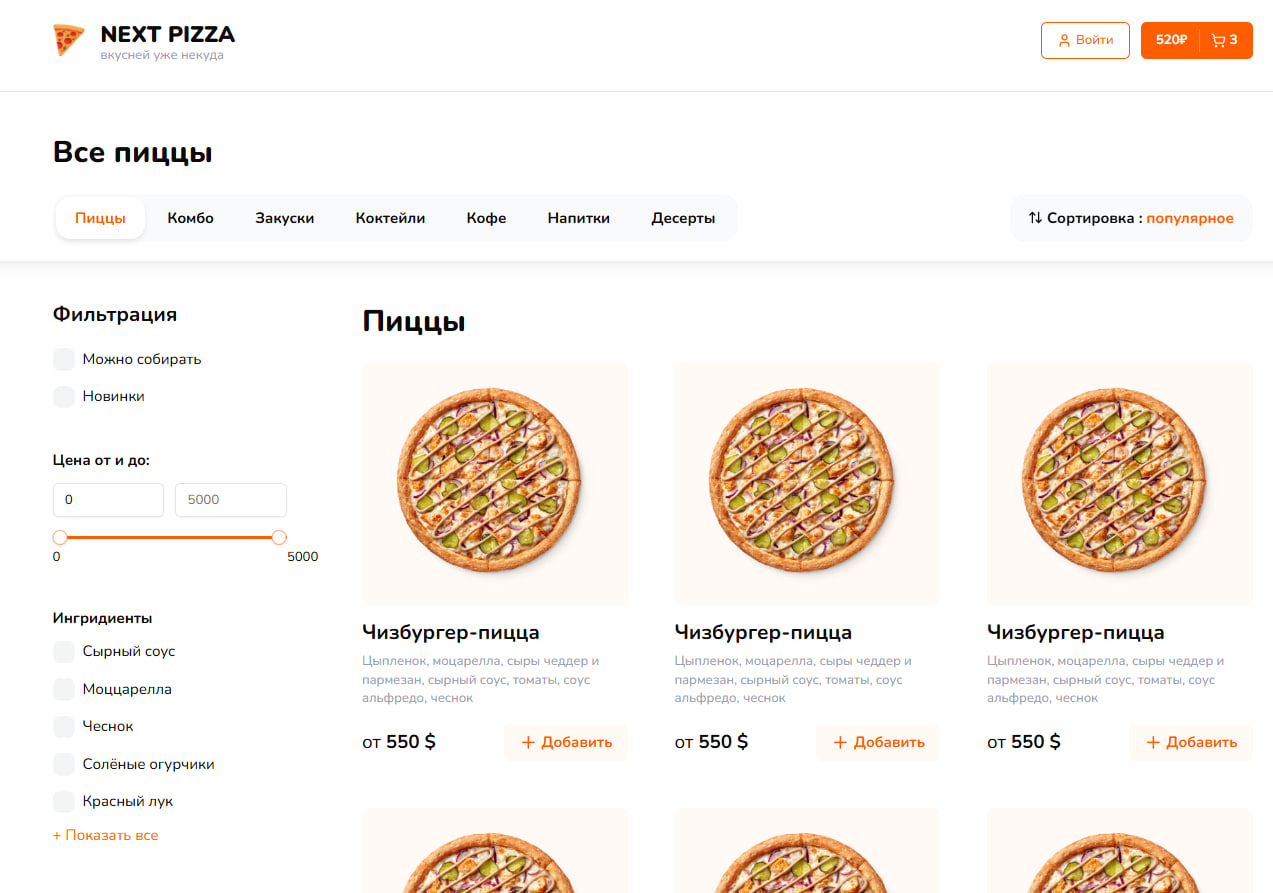 NEXT PIZZA
вкусней уже некуда
Войти
520₽
3
Все пиццы
Пиццы Комбо Закуски Коктейли Кофе Напитки Десерты
Сортировка : популярное
Фильтрация
Можно собирать
Новинки
Цена от и до:
0 5000
0 5000
Ингридиенты
Сырный соус
Моццарелла
Чеснок
Солёные огурчики
Красный лук
+ Показать все
Пиццы
Чизбургер-пицца
Цыпленок, моцарелла, сыры чеддер и
пармезан, сырный соус, томаты, соус
альфредо, чеснок
от 550 $ + Добавить
Чизбургер-пицца
Цыпленок, моцарелла, сыры чеддер и
пармезан, сырный соус, томаты, соус
альфредо, чеснок
от 550 $ + Добавить
Чизбургер-пицца
Цыпленок, моцарелла, сыры чеддер и
пармезан, сырный соус, томаты, соус
альфредо, чеснок
от 550 $ + Добавить